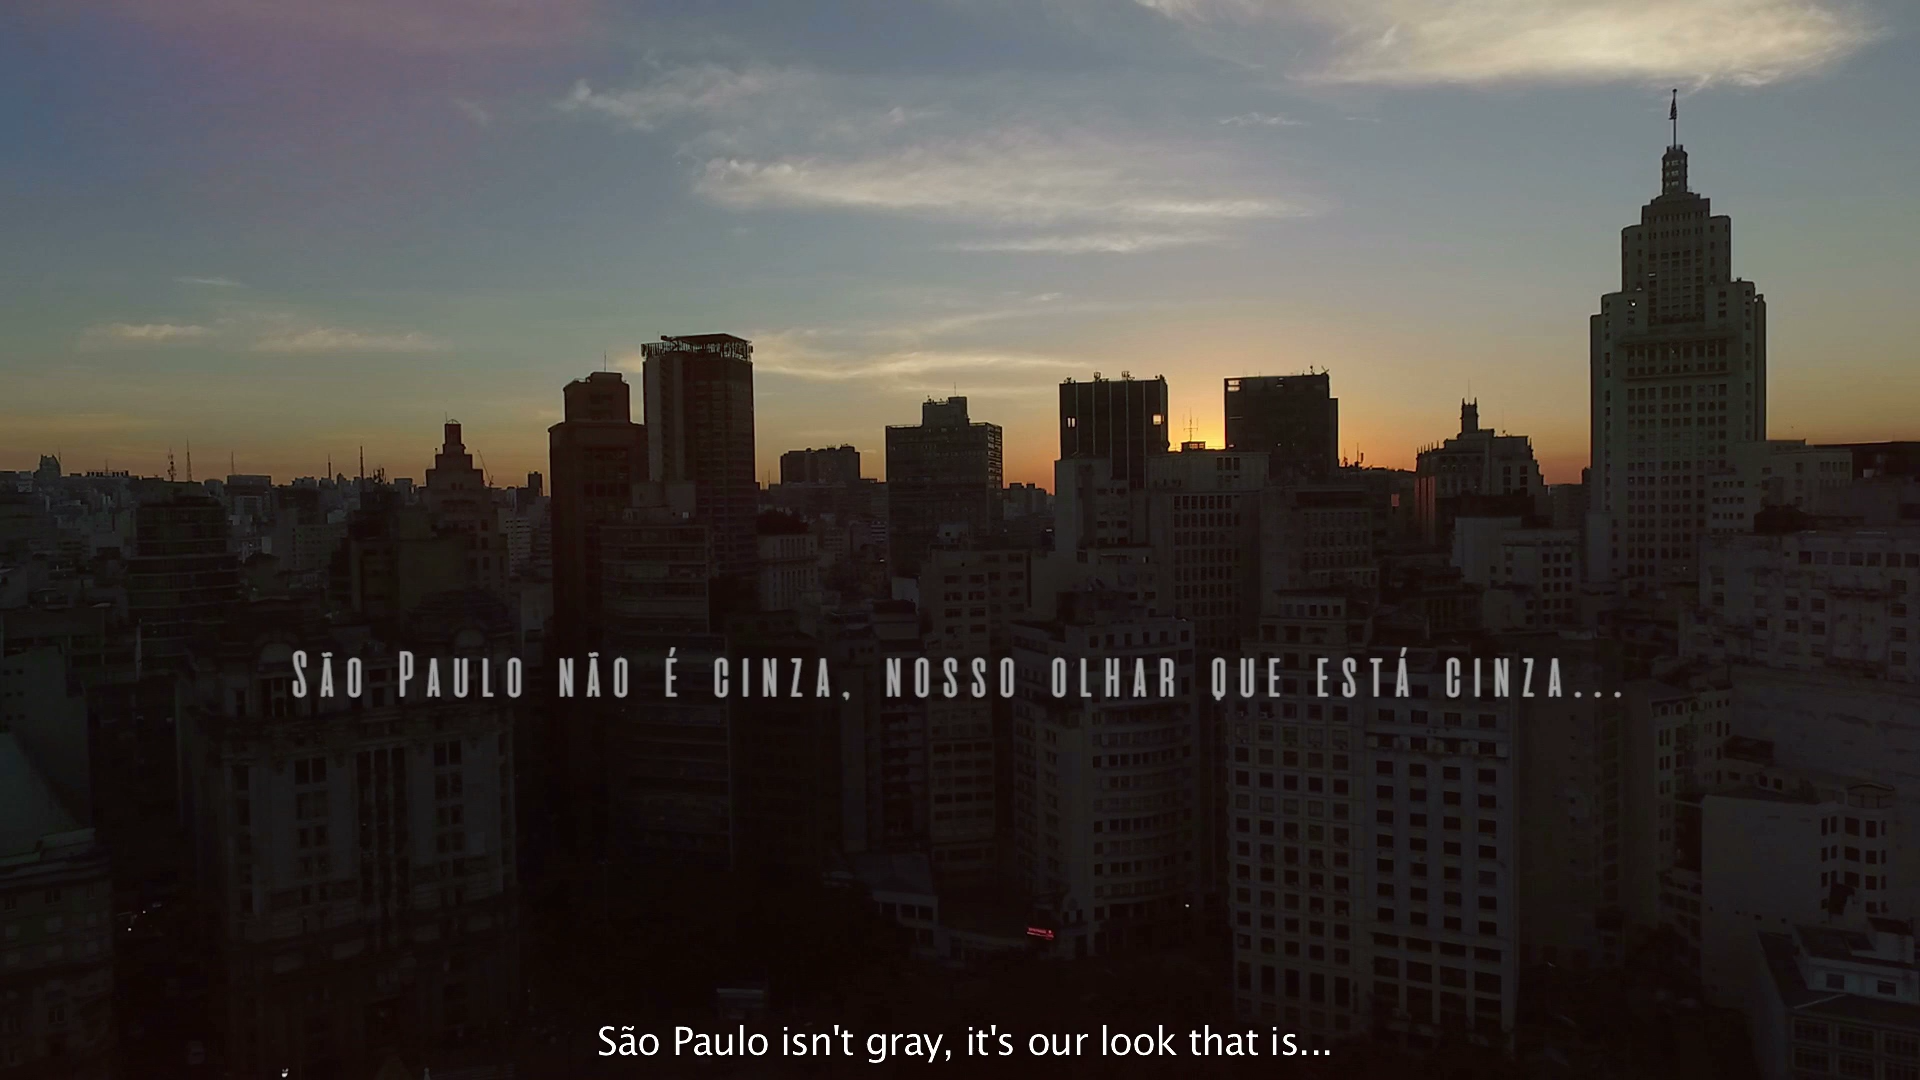 São Paulo não é cinza, nosso olhar que está cinza...
São Paulo isn't gray, it's our look that is...